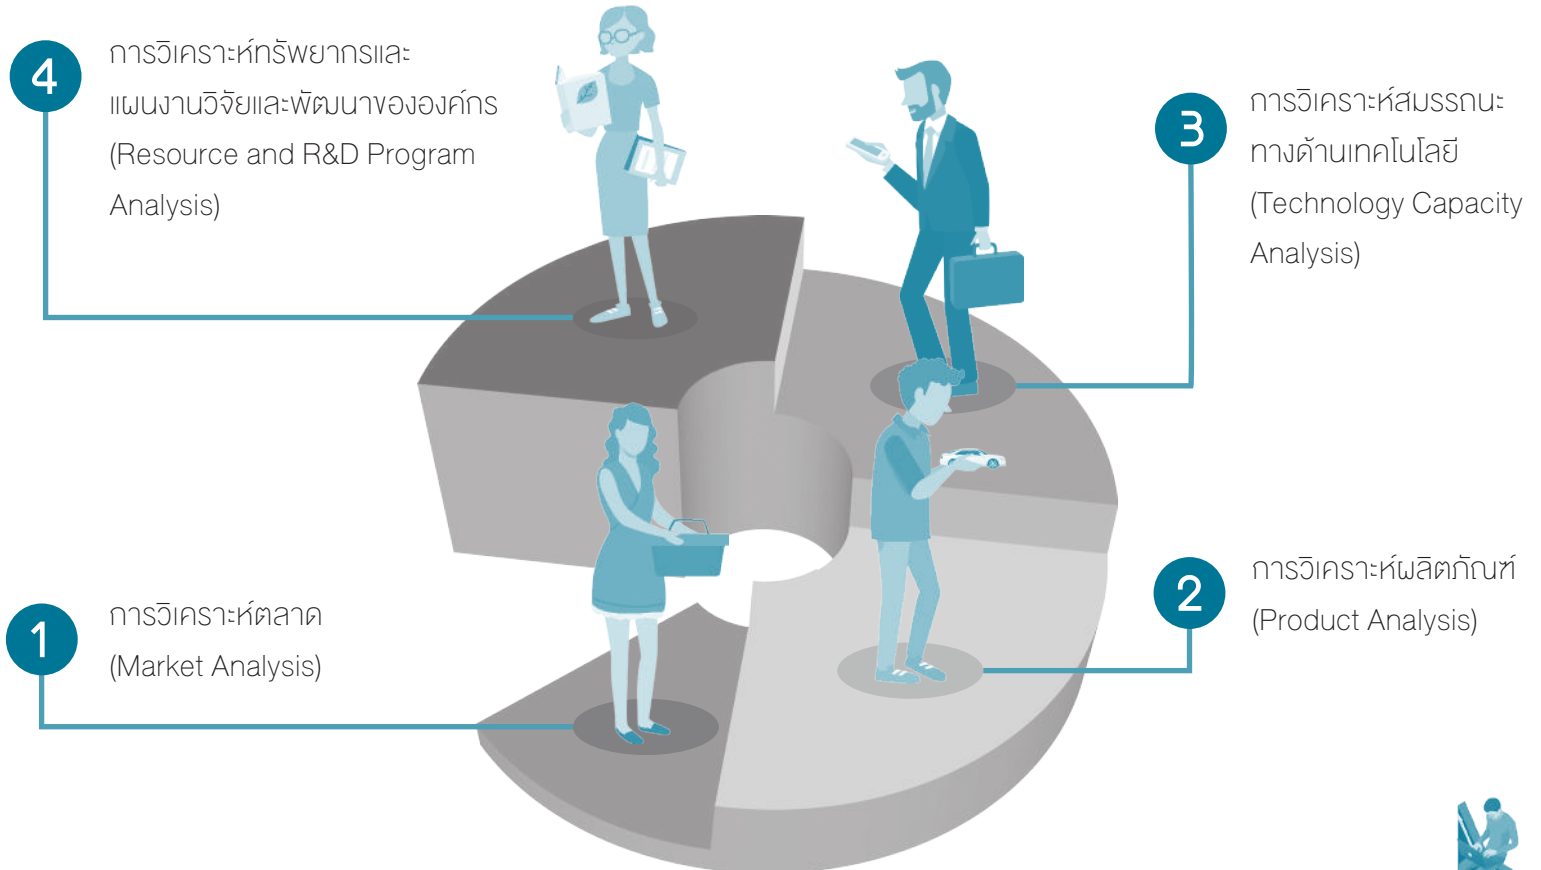 4
การวิเคราะห์ทรัพยากรและ
แผนงานวิจัยและพัฒนาขององค์กร
(Resource and R&D Program
Analysis)
3
การวิเคราะห์สมรรถนะ
ทางด้านเทคโนโลยี
(Technology Capacity
Analysis)
1
การวิเคราะห์ตลาด
(Market Analysis)
2
การวิเคราะห์ผลิตภัณฑ์
(Product Analysis)